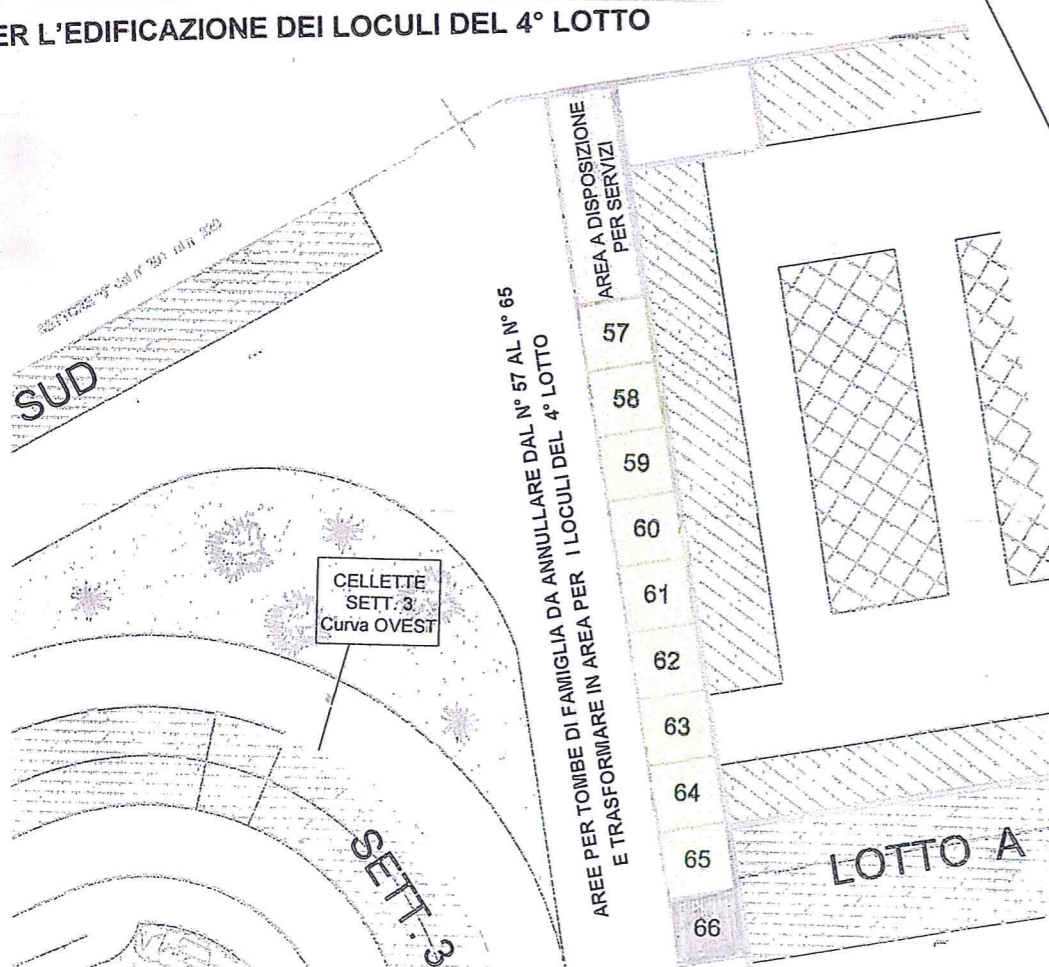 ER L'EDIFICAZIONE DEI LOCULI DEL 4° LOTTO
AREA A DISPOSIZIONE
PER SERVIZI
SUD
57
58
59
60
61
62
63
64
65
66
AREE PER TOMBE DI FAMIGLIA DA ANNULLARE DAL N° 57 AL N° 65
E TRASFORMARE IN AREA PER I LOCULI DEL 4° LOTTO
CELLETTE
SETT. 3
Curva OVEST
SETT. 3
LOTTO A